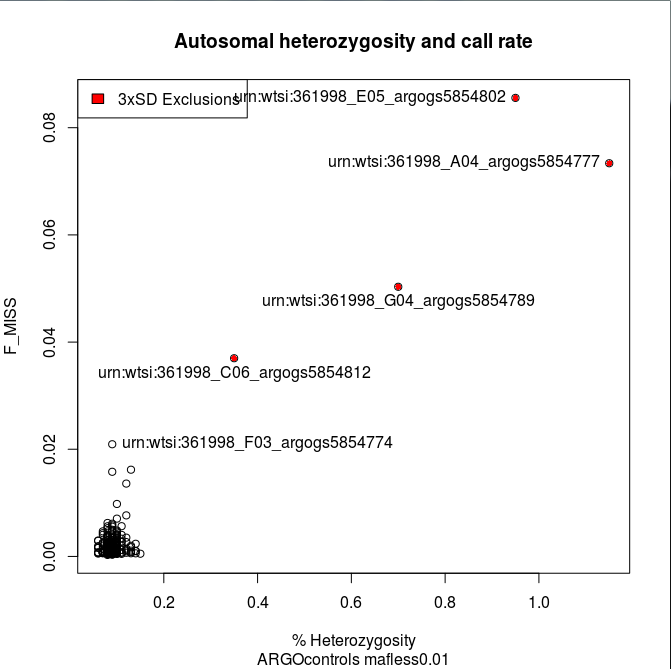 Autosomal heterozygosity and call rate
3xSD Exclusions
urn:wtsi:361998_E05_argogs5854802
urn:wtsi:361998_A04_argogs5854777
urn:wtsi:361998_G04_argogs5854789
urn:wtsi:361998_C06_argogs5854812
urn:wtsi:361998_F03_argogs5854774
F_MISS
0.08
0.06
0.04
0.02
0.00
0.2 0.4 0.6 0.8 1.0
% Heterozygosity
ARGOcontrols mafless0.01